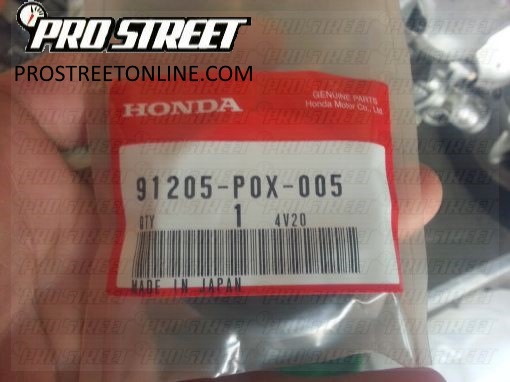 PRO STREET
PROSTREETONLINE.COM
HONDA
GENUINE PARTS
Honda Motor Co., Ltd.
91205-P0X-005
QTY 1 4V20
MADE IN JAPAN